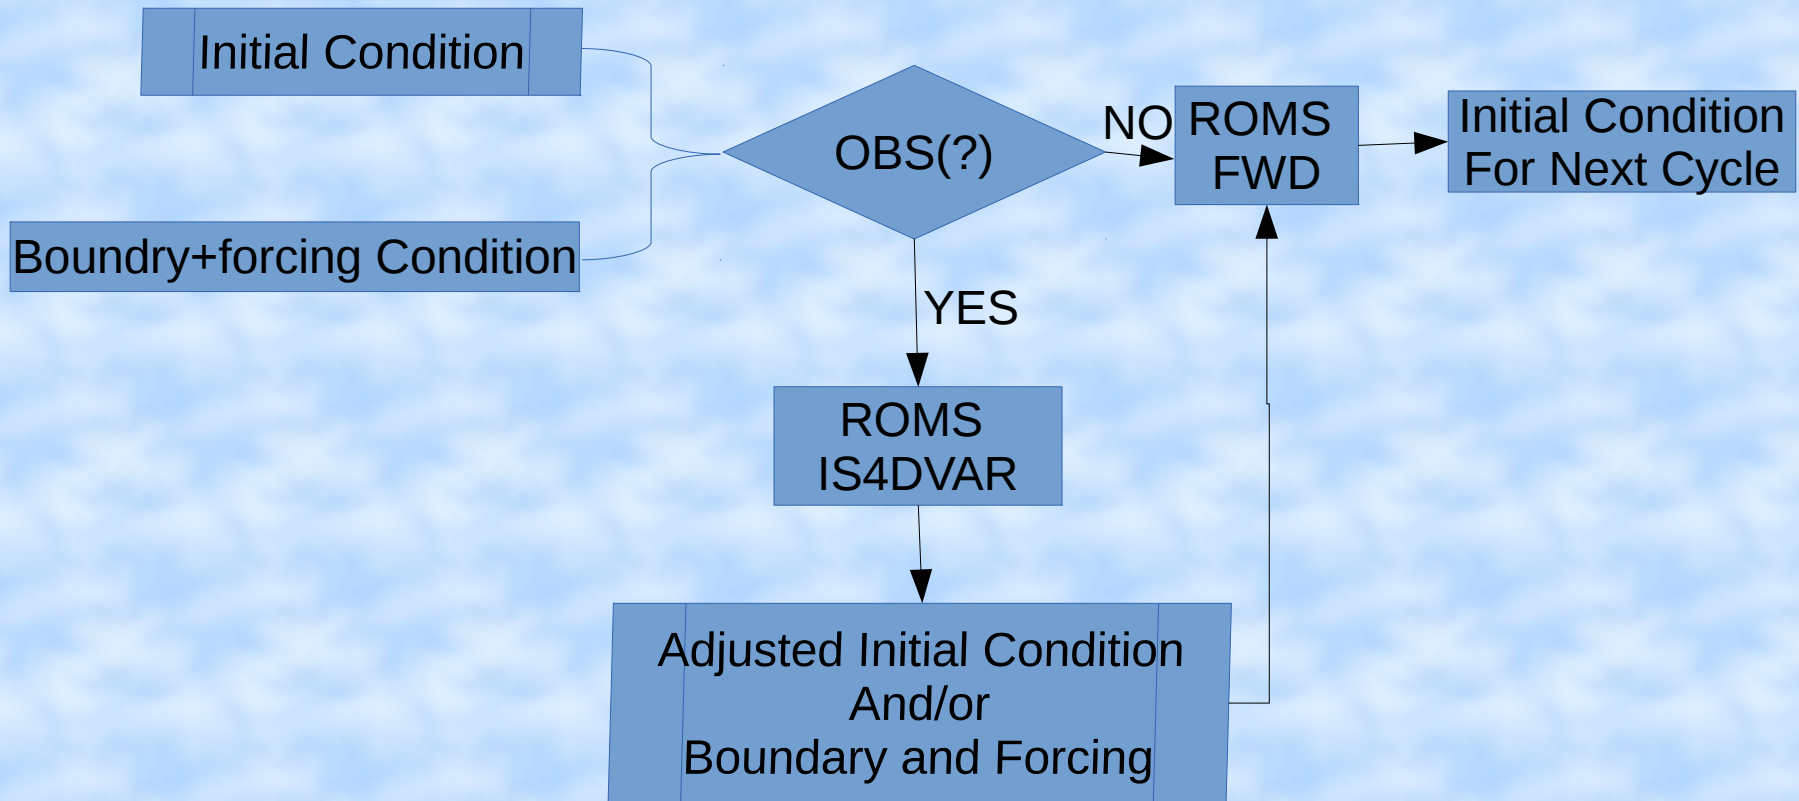 Initial Condition
Boundry+forcing Condition
OBS(?)
NO
ROMS
FWD
Initial Condition
For Next Cycle
YES
ROMS
IS4DVAR
Adjusted Initial Condition
And/or
Boundary and Forcing